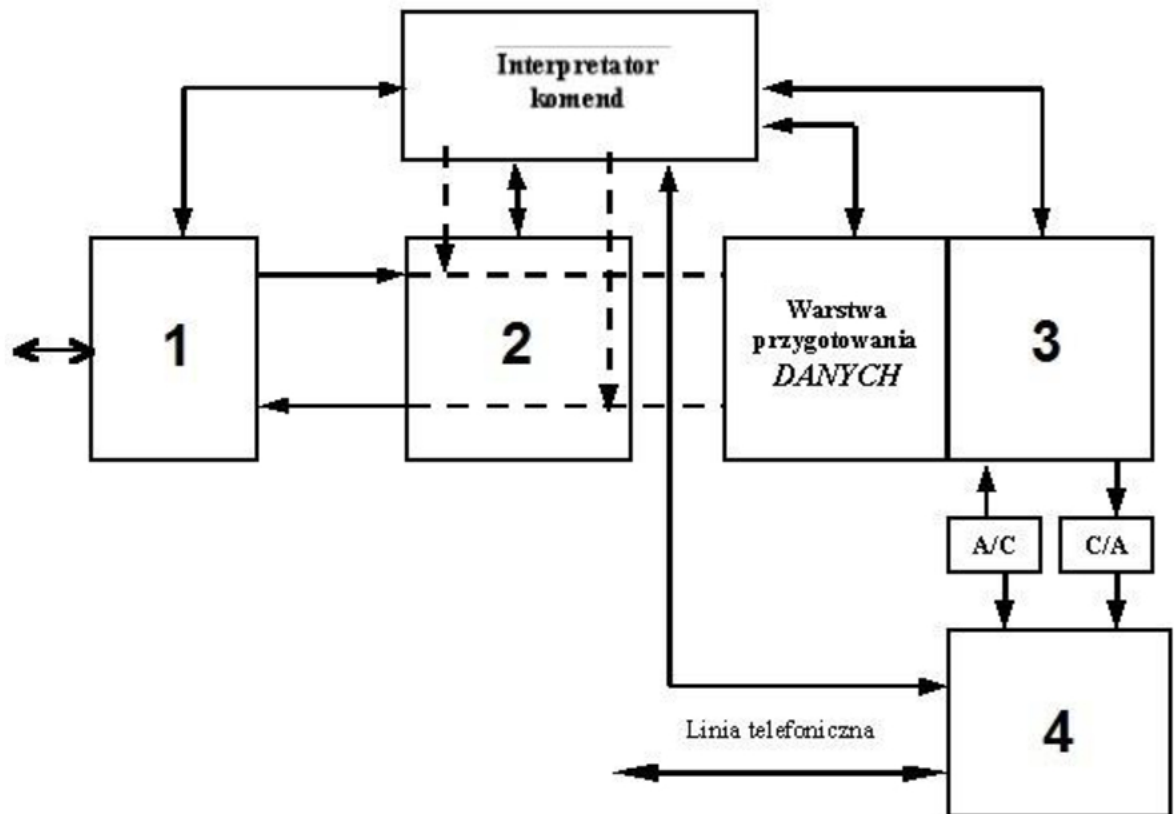 Interpretator
komend
1
2
Warstwa
przygotowania
DANYCH
3
A/C
C/A
4
Linia telefoniczna